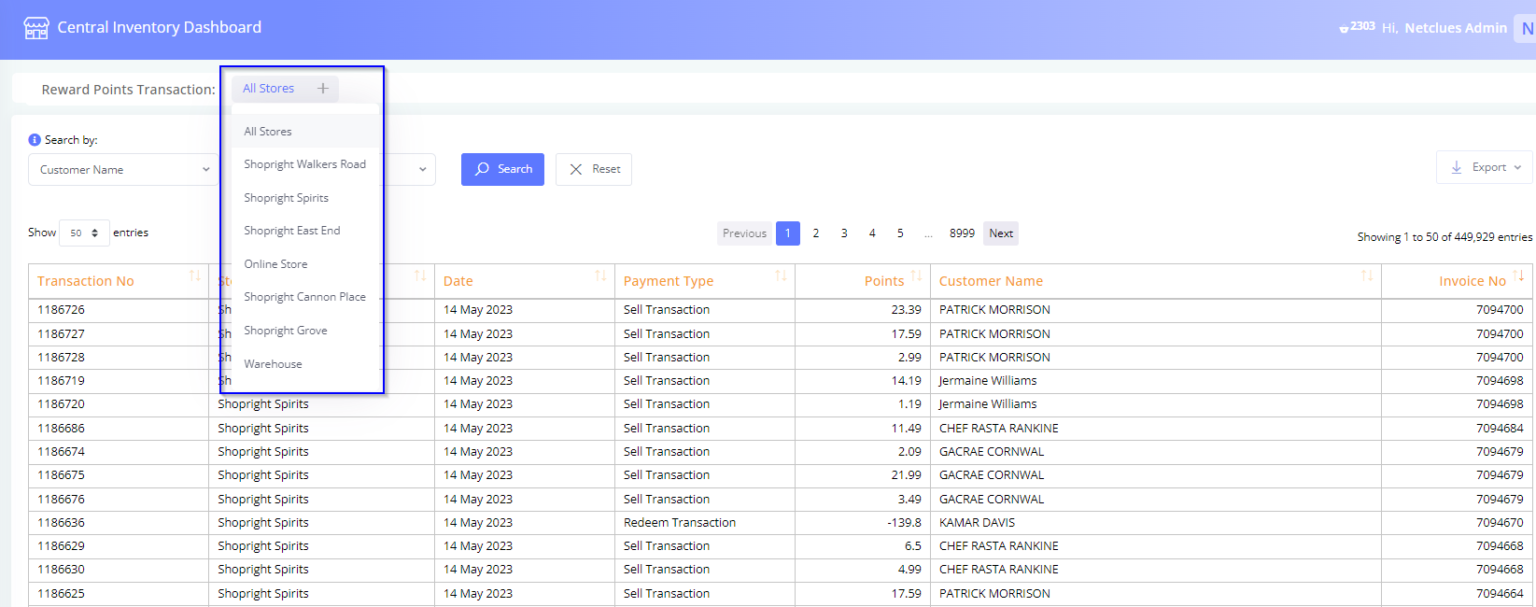 Central Inventory Dashboard
2303 Hi, Netclues Admin N
Reward Points Transaction: All Stores +
All Stores
Search by:
Shopright Walkers Road
Customer Name
Search
Reset
Export
Shopright Spirits
Shopright East End
Show 50 entries
Previous 1 2 3 4 5 ... 8999 Next
Showing 1 to 50 of 449,929 entries
Online Store
Transaction No St Date Payment Type Points Customer Name Invoice No
Shopright Cannon Place
1186726 Sh 14 May 2023 Sell Transaction 23.39 PATRICK MORRISON 7094700
Shopright Grove
1186727 Sh 14 May 2023 Sell Transaction 17.59 PATRICK MORRISON 7094700
1186728 Sh 14 May 2023 Sell Transaction 2.99 PATRICK MORRISON 7094700
Warehouse
1186719 Sh 14 May 2023 Sell Transaction 14.19 Jermaine Williams 7094698
1186720 Shopright Spirits 14 May 2023 Sell Transaction 1.19 Jermaine Williams 7094698
1186686 Shopright Spirits 14 May 2023 Sell Transaction 11.49 CHEF RASTA RANKINE 7094684
1186674 Shopright Spirits 14 May 2023 Sell Transaction 2.09 GACRAE CORNWAL 7094679
1186675 Shopright Spirits 14 May 2023 Sell Transaction 21.99 GACRAE CORNWAL 7094679
1186676 Shopright Spirits 14 May 2023 Sell Transaction 3.49 GACRAE CORNWAL 7094679
1186636 Shopright Spirits 14 May 2023 Redeem Transaction -139.8 KAMAR DAVIS 7094670
1186629 Shopright Spirits 14 May 2023 Sell Transaction 6.5 CHEF RASTA RANKINE 7094668
1186630 Shopright Spirits 14 May 2023 Sell Transaction 4.99 CHEF RASTA RANKINE 7094668
1186625 Shopright Spirits 14 May 2023 Sell Transaction 17.59 PATRICK MORRISON 7094664